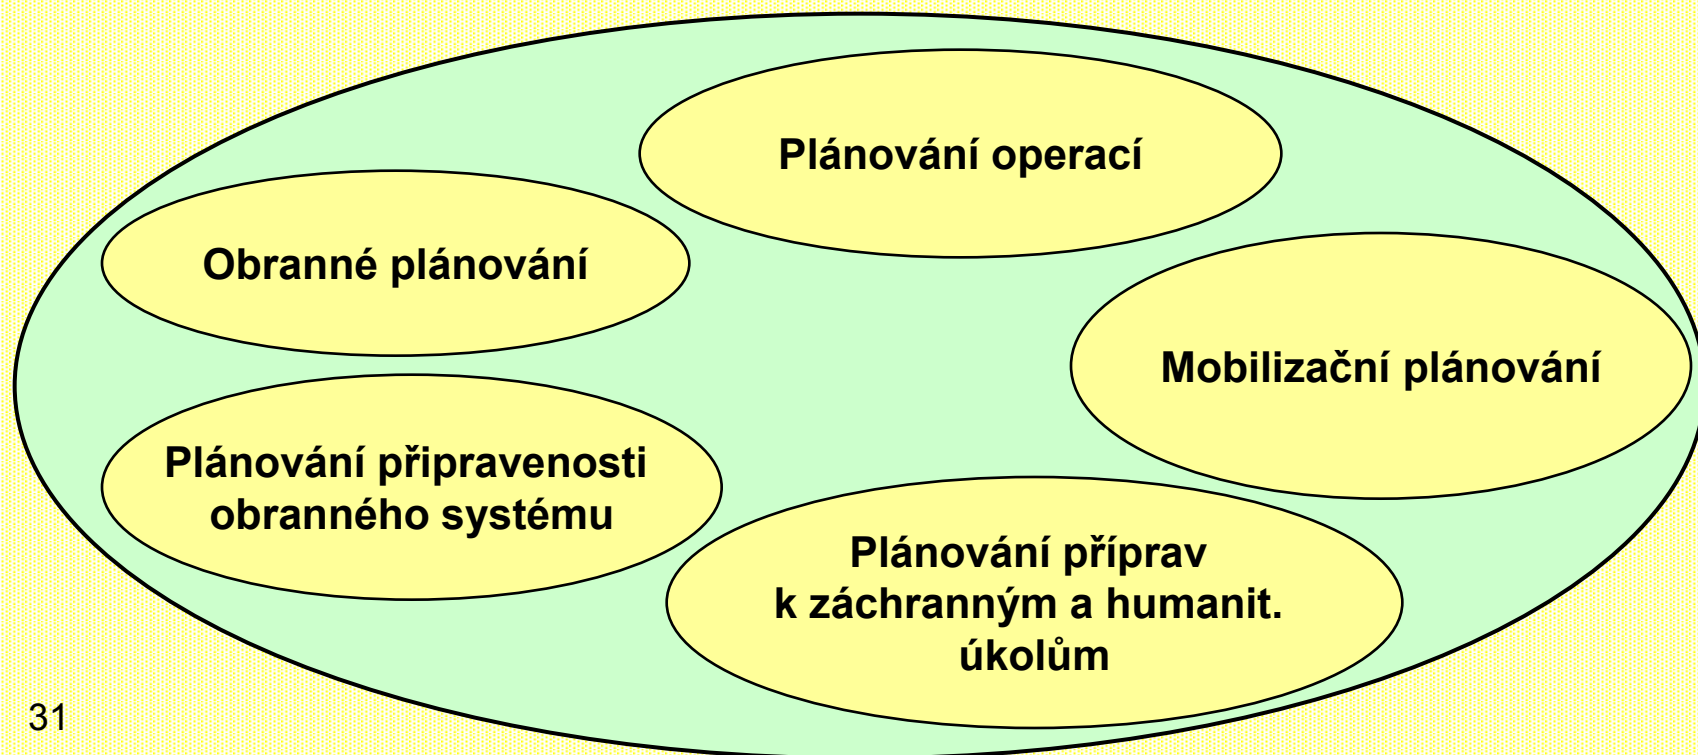 Plánování operací
Obranné plánování
Mobilizační plánování
Plánování připravenosti
obranného systému
Plánování příprav
k záchranným a humanit.
úkolům
31